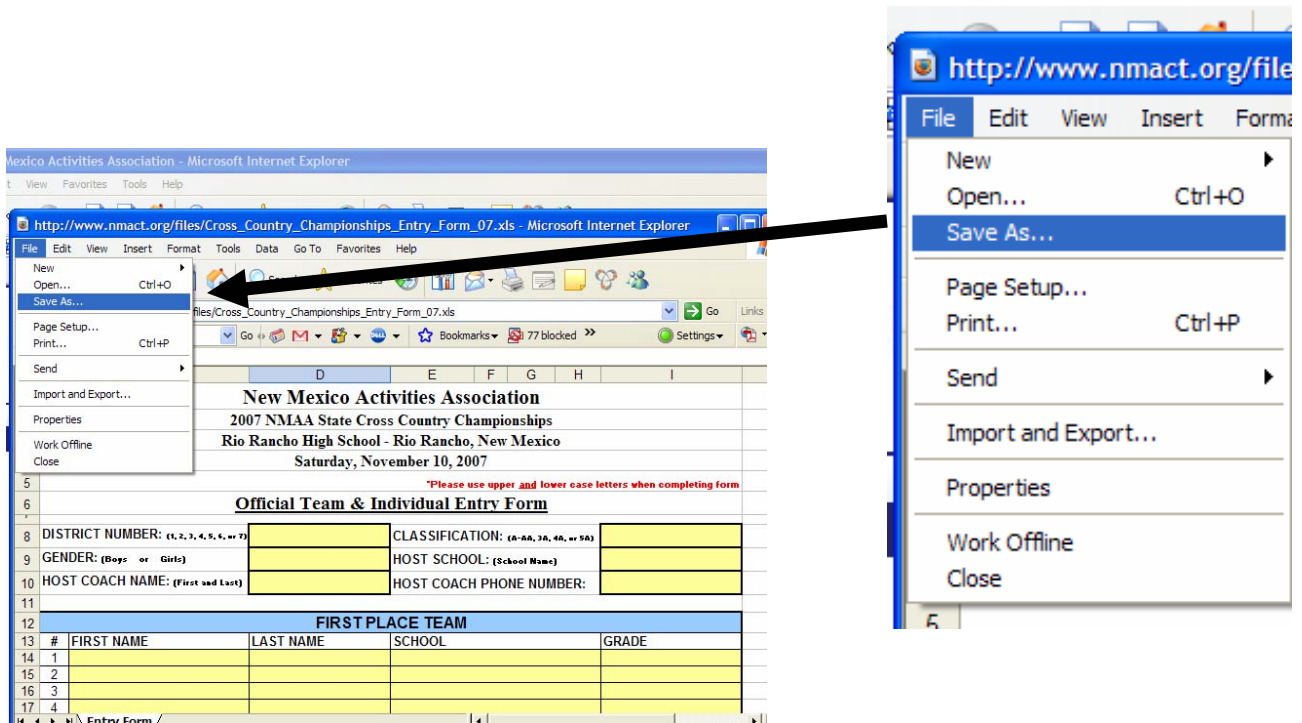 Mexico Activities Association - Microsoft Internet Explorer
t View Favorites Tools Help
http://www.nmact.org/files/Cross_Country_Championships_Entry_Form_07.xls - Microsoft Internet Explorer
File Edit View Insert Format Tools Data Go To Favorites Help
New
Open... Ctrl+O
Save As...
Page Setup...
Print... Ctrl+P
Send
Import and Export...
Properties
Work Offline
Close
files/Cross_Country_Championships_Entry_Form_07.xls Go Links
Go Bookmarks 77 blocked » Settings
D E F G H I
New Mexico Activities Association
2007 NMAA State Cross Country Championships
Rio Rancho High School - Rio Rancho, New Mexico
Saturday, November 10, 2007
5 *Please use upper and lower case letters when completing form
6 Official Team & Individual Entry Form
8 DISTRICT NUMBER: (1, 2, 3, 4, 5, 6, or 7) CLASSIFICATION: (A-AA, 3A, 4A, or 5A)
9 GENDER: (Boys or Girls) HOST SCHOOL: (School Name)
10 HOST COACH NAME: (First and Last) HOST COACH PHONE NUMBER:
11
12 FIRST PLACE TEAM
13 # FIRST NAME LAST NAME SCHOOL GRADE
14 1
15 2
16 3
17 4
Entry Form
http://www.nmact.org/file
File Edit View Insert Forma
New
Open... Ctrl+O
Save As...
Page Setup...
Print... Ctrl+P
Send
Import and Export...
Properties
Work Offline
Close
5